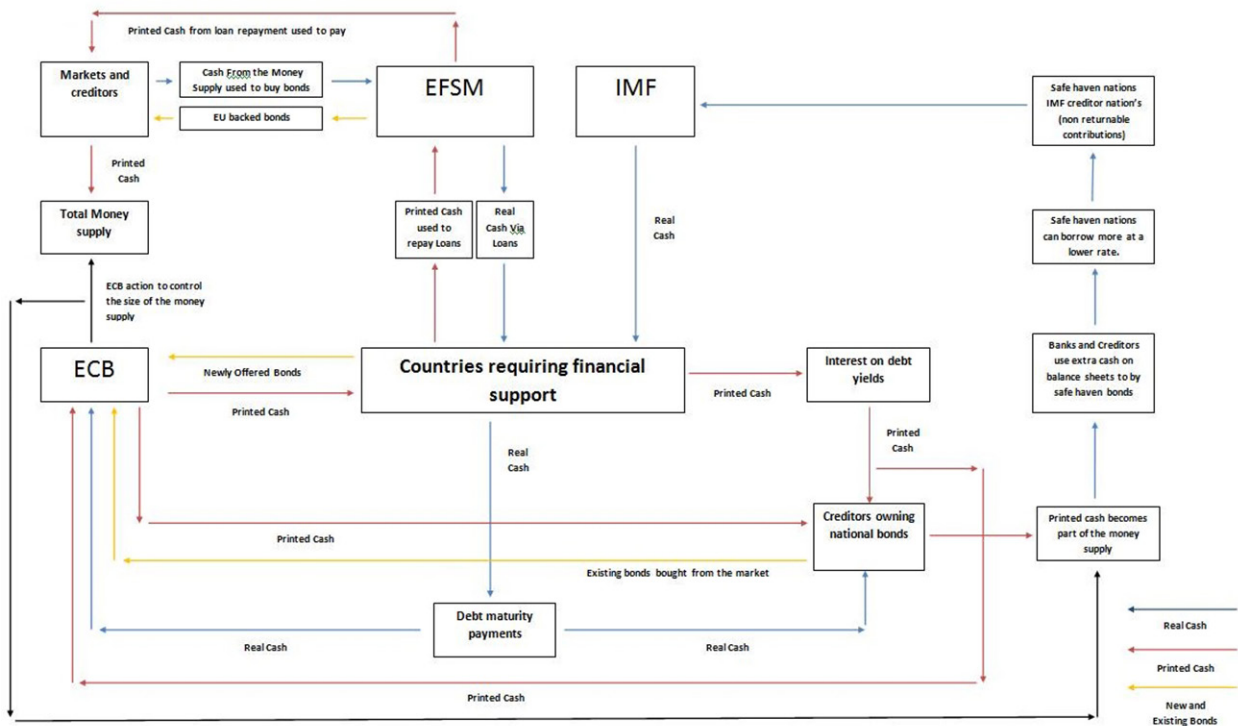 Printed Cash from loan repayment used to pay
Markets and
creditors
Cash From the Money
Supply used to buy bonds
EU backed bonds
EFSM
IMF
Safe haven nations
IMF creditor nation's
(non returnable
contributions)
Printed
Cash
Total Money
supply
Printed Cash
used to
repay Loans
Real
Cash Via
Loans
Real
Cash
Safe haven nations
can borrow more at a
lower rate.
ECB action to control
the size of the money
supply
ECB
Newly Offered Bonds
Printed Cash
Countries requiring financial
support
Printed Cash
Interest on debt
yields
Banks and Creditors
use extra cash on
balance sheets to by
safe haven bonds
Printed
Cash
Real
Cash
Printed Cash
Creditors owning
national bonds
Printed cash becomes
part of the money
supply
Existing bonds bought from the market
Debt maturity
payments
Real Cash
Real Cash
Printed Cash
Real Cash
Printed Cash
New and
Existing Bonds